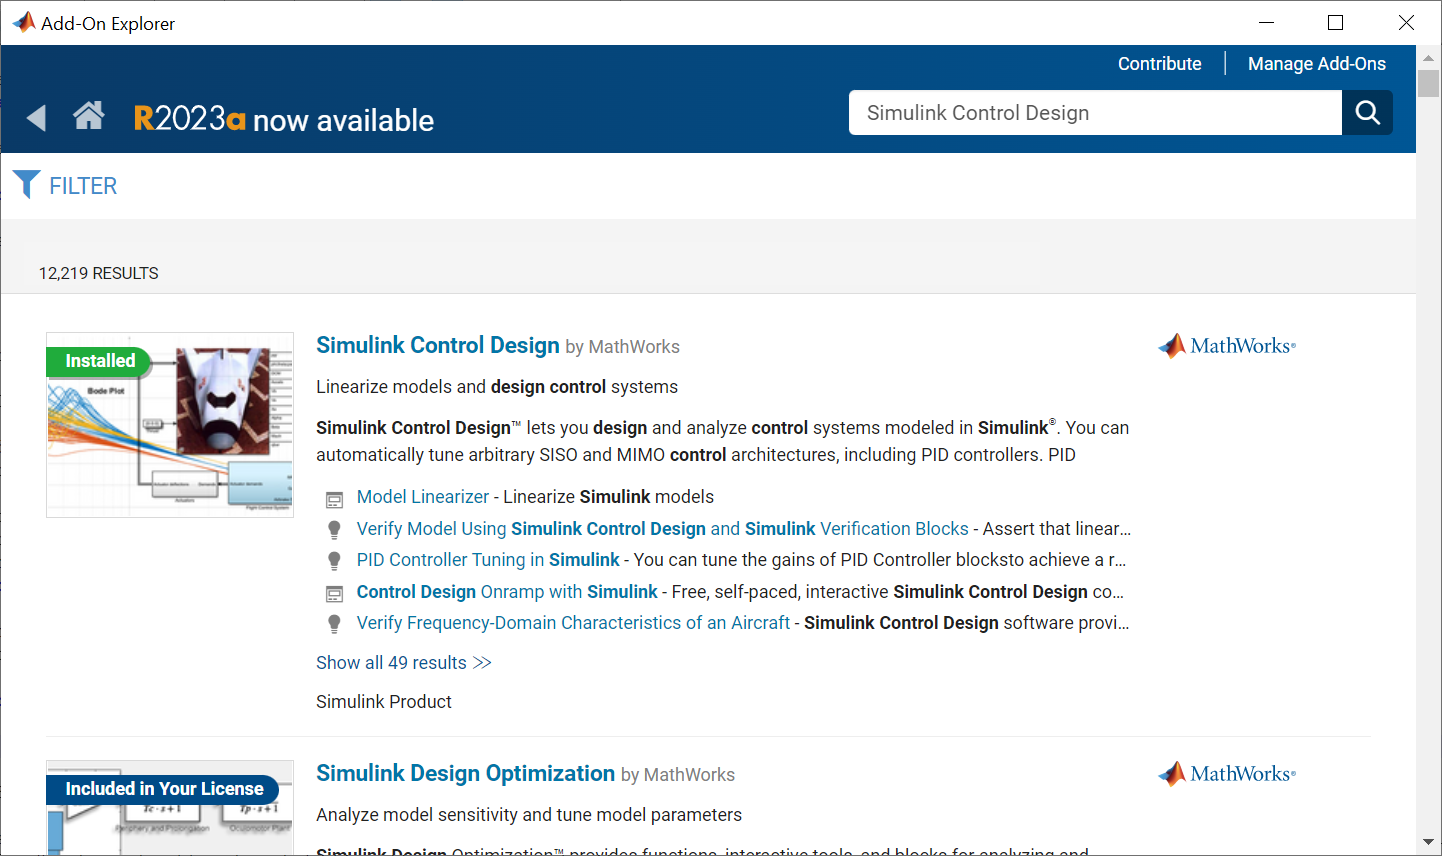 Add-On Explorer
Contribute
Manage Add-Ons
R2023a now available
Simulink Control Design
FILTER
12,219 RESULTS
Installed
Bode Plot
Simulink Control Design by MathWorks
MathWorks®
Linearize models and design control systems
Simulink Control Design™ lets you design and analyze control systems modeled in Simulink®. You can
automatically tune arbitrary SISO and MIMO control architectures, including PID controllers. PID
Model Linearizer - Linearize Simulink models
Verify Model Using Simulink Control Design and Simulink Verification Blocks - Assert that linear...
PID Controller Tuning in Simulink - You can tune the gains of PID Controller blocksto achieve a r...
Control Design Onramp with Simulink - Free, self-paced, interactive Simulink Control Design co...
Verify Frequency-Domain Characteristics of an Aircraft - Simulink Control Design software provi...
Show all 49 results >>
Simulink Product
Included in Your License
Simulink Design Optimization by MathWorks
MathWorks®
Analyze model sensitivity and tune model parameters
Simulink Design Optimization™ provides functions, interactive tools, and blocks for analyzing and